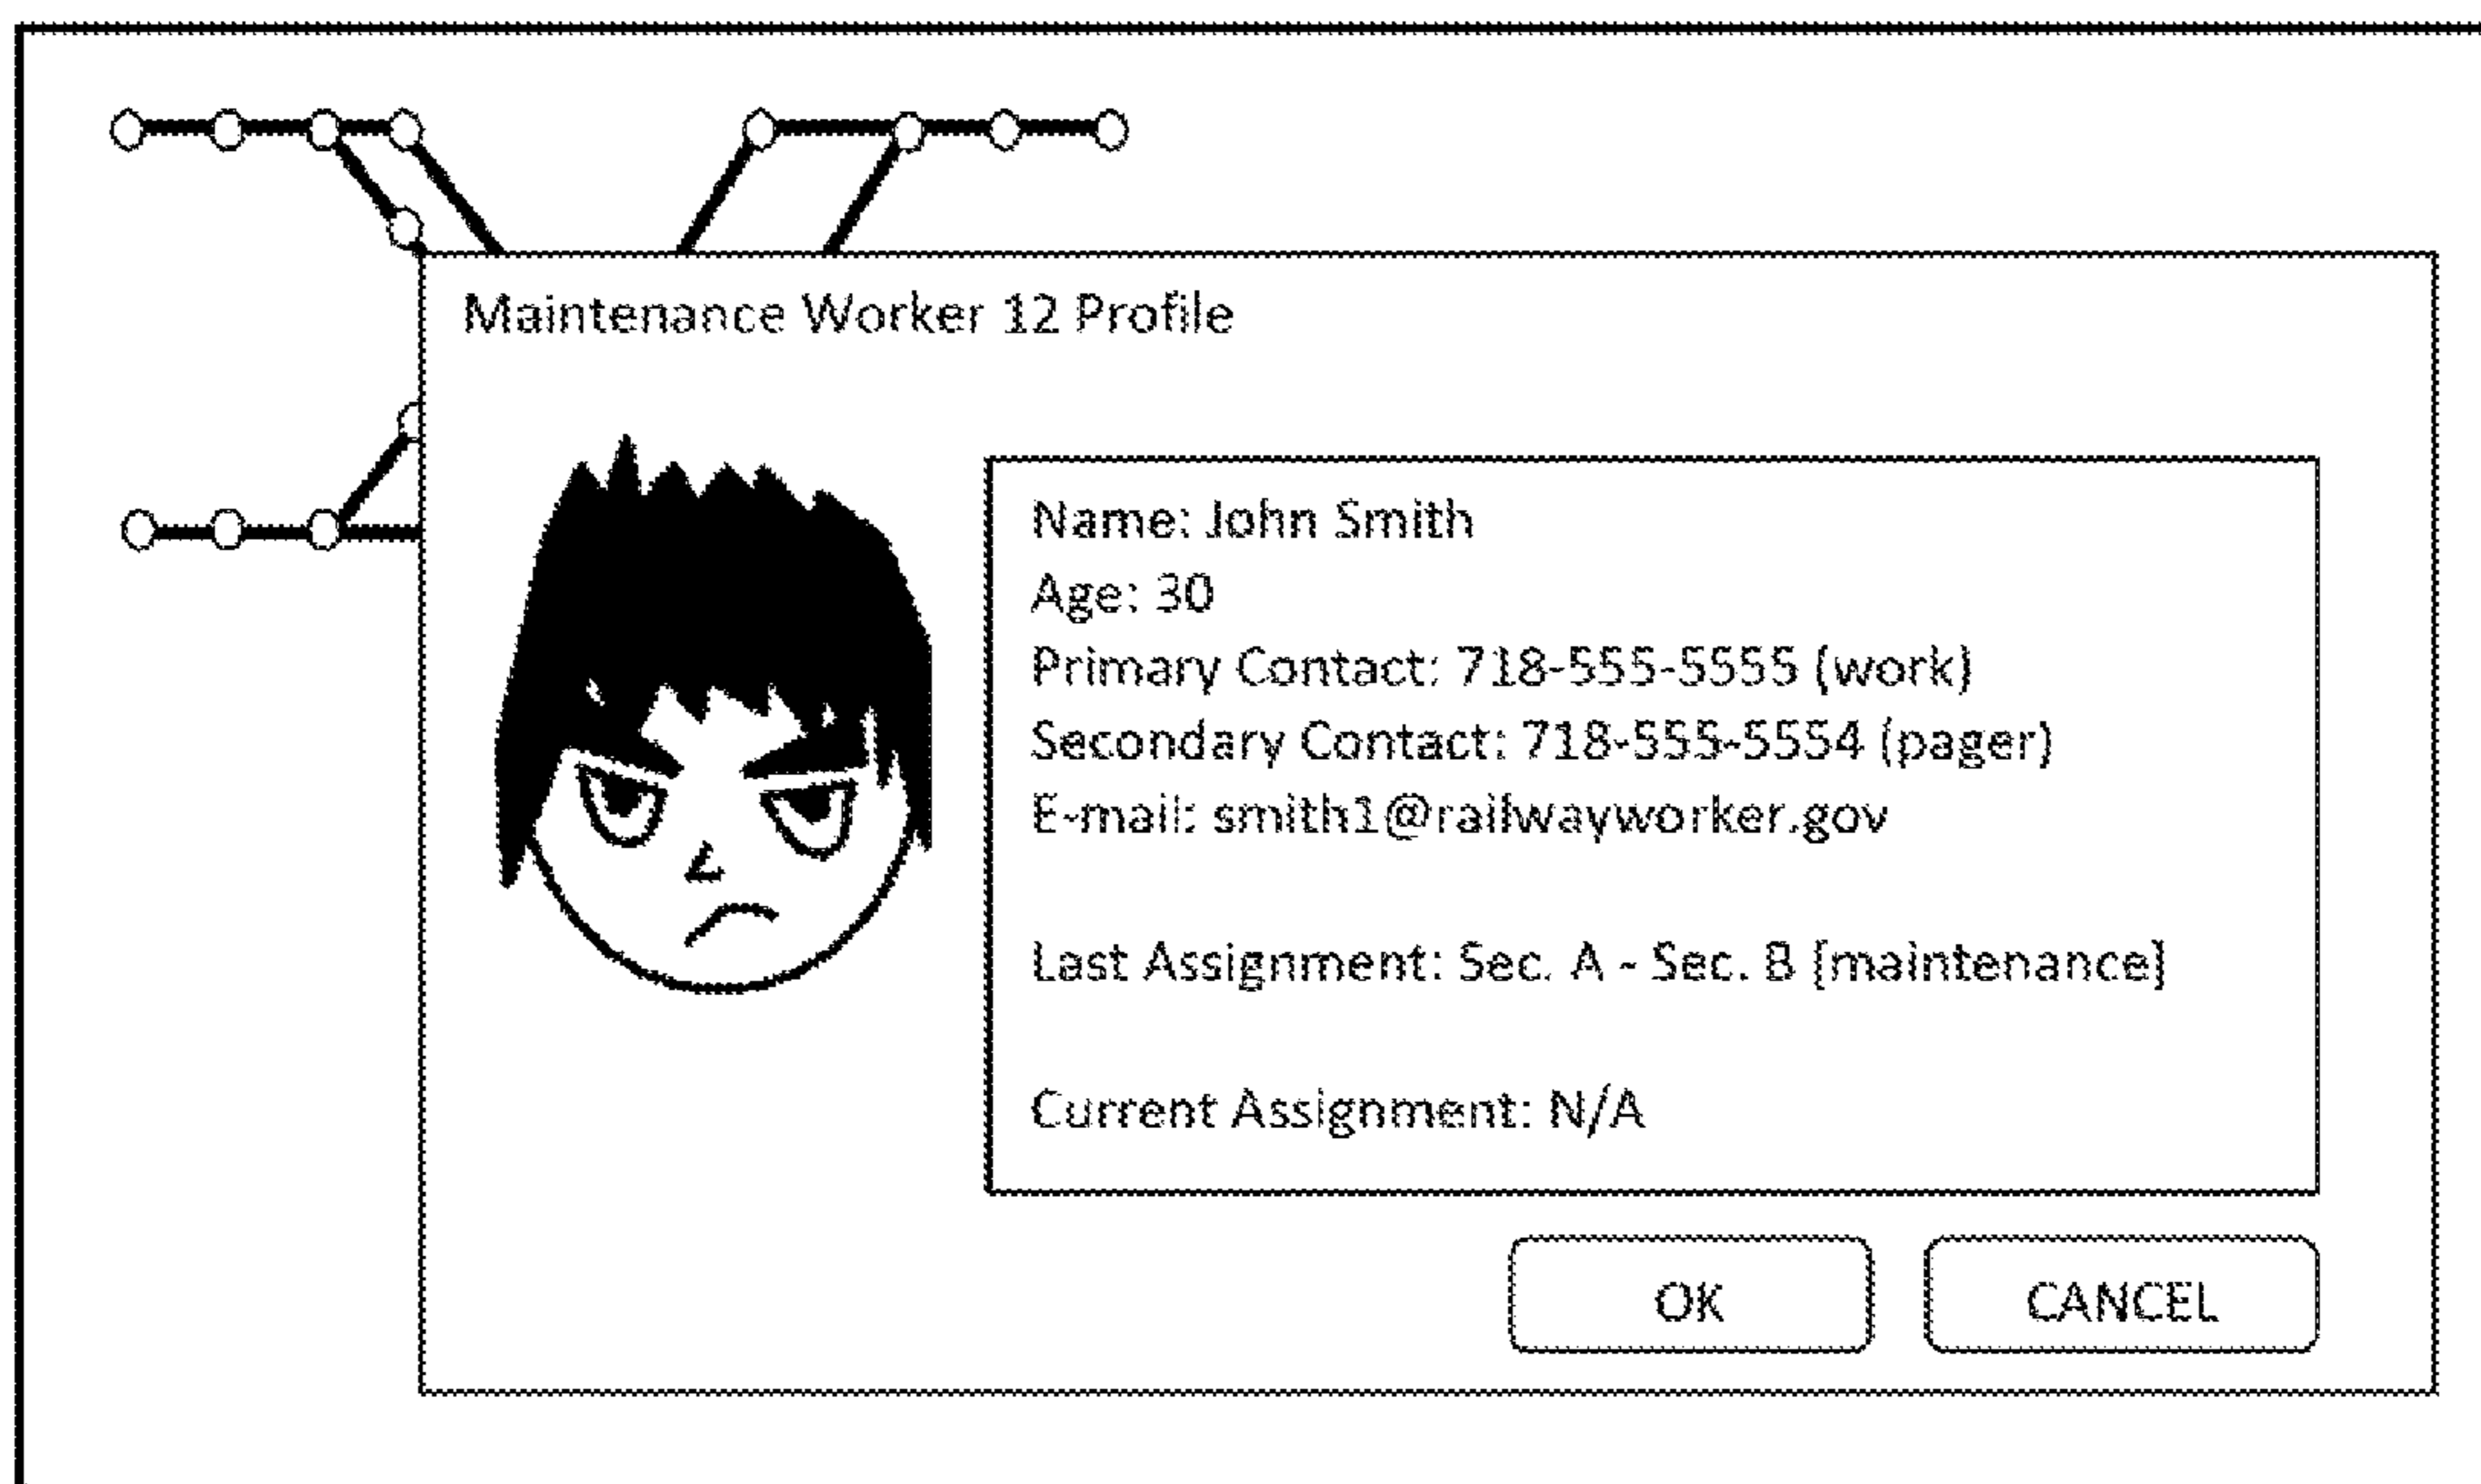 Maintenance Worker 12 Profile
Name: John Smith
Age: 30
Primary Contact: 718-555-5555 (work)
Secondary Contact: 718-555-5554 (pager)
E-mail: smith1@railwayworker.gov
Last Assignment: Sec. A - Sec. B [maintenance]
Current Assignment: N/A
OK
CANCEL